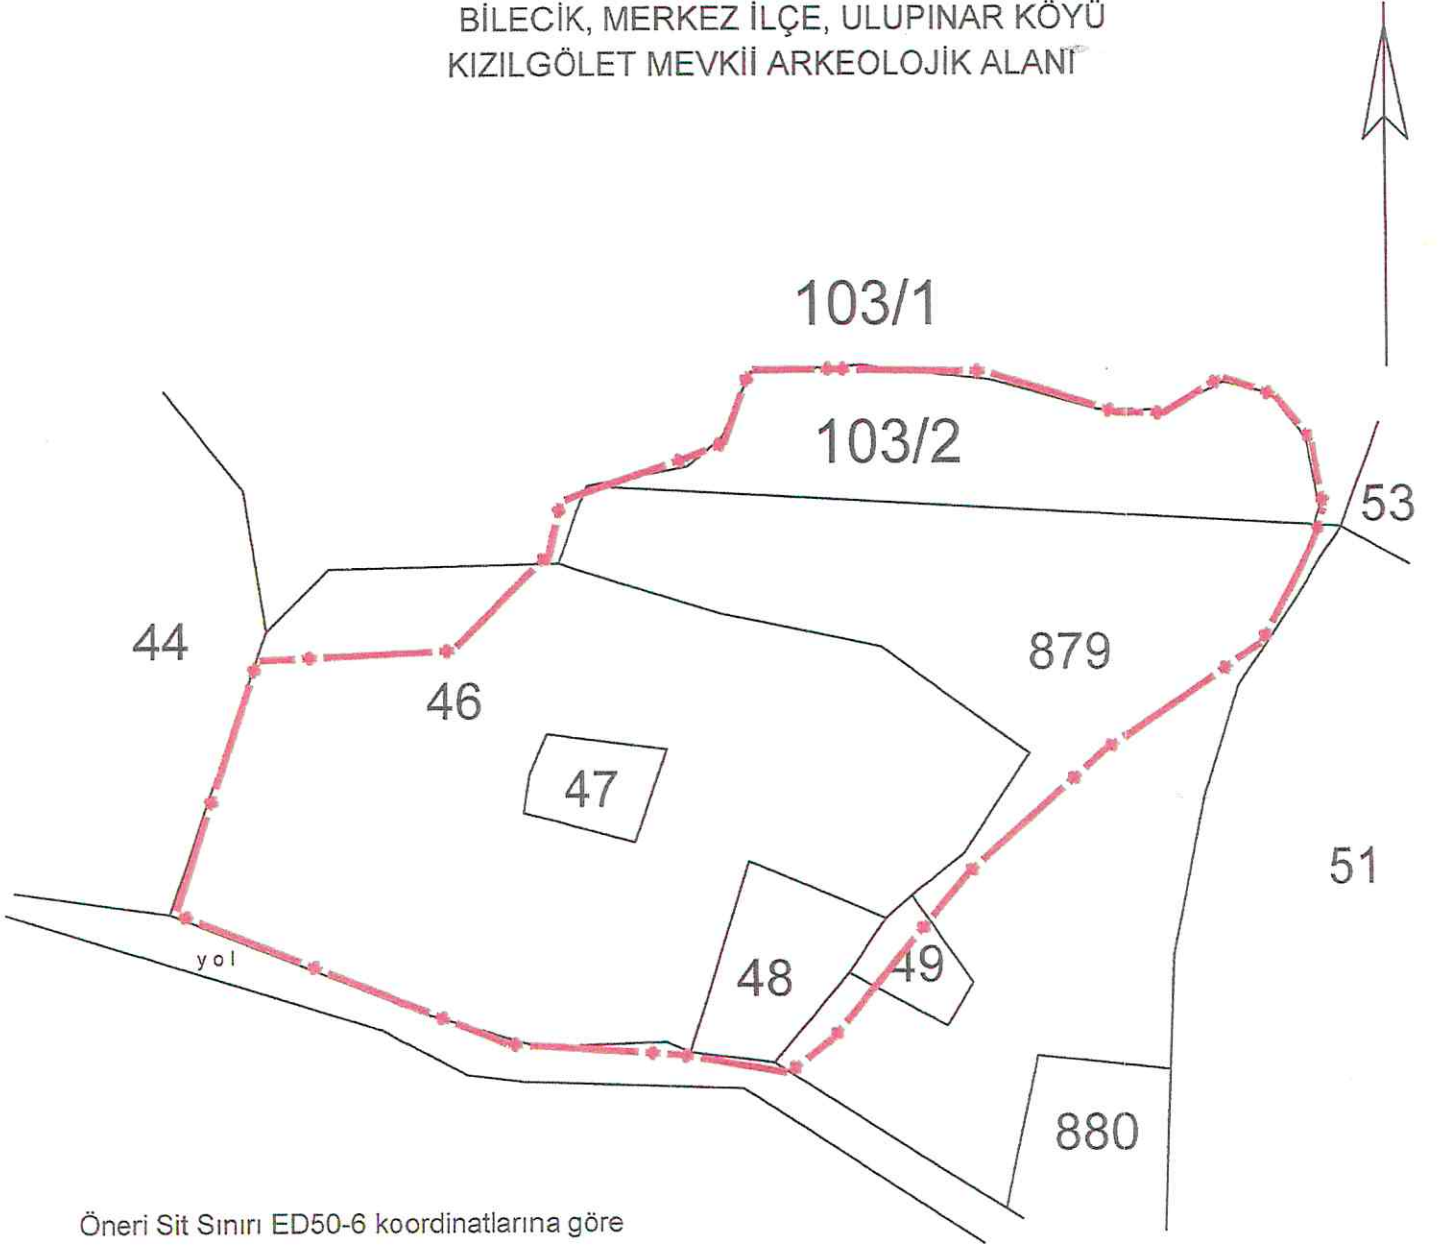 BİLECİK, MERKEZ İLÇE, ULUPINAR KÖYÜ
KIZILGÖLET MEVKİİ ARKEOLOJİK ALANI
103/1
103/2
53
44
879
46
47
51
yol
48
49
880
Öneri Sit Sınırı ED50-6 koordinatlarına göre